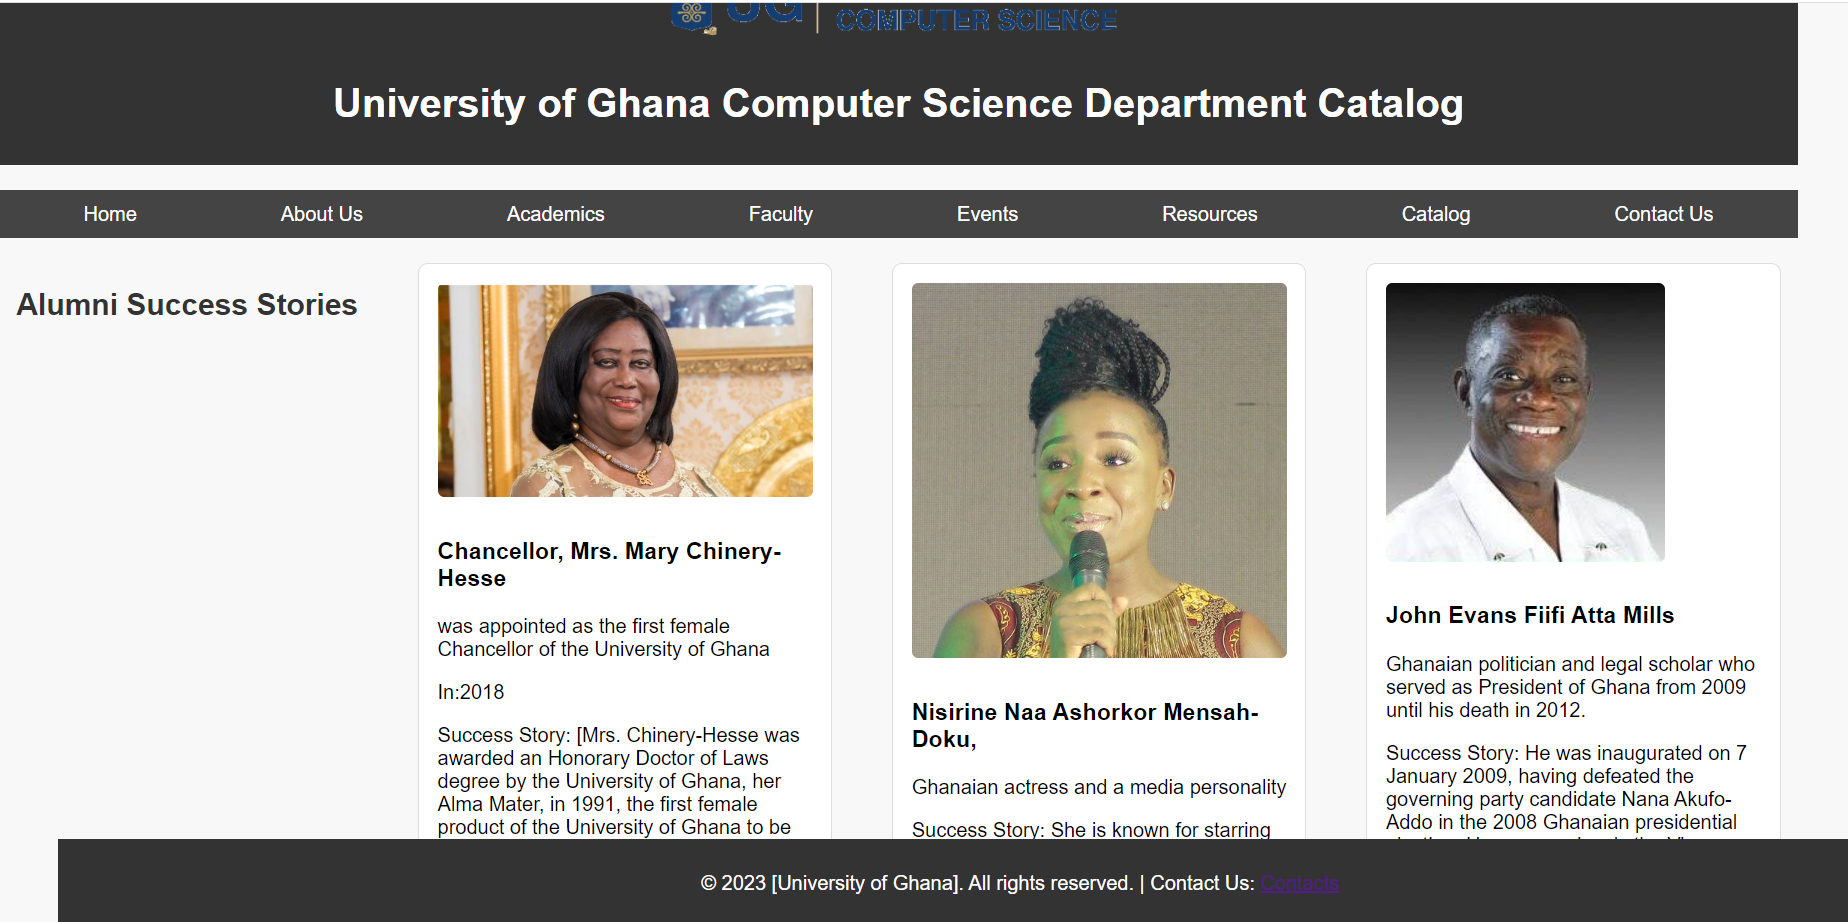 COMPUTER SCIENCE
University of Ghana Computer Science Department Catalog
Home About Us Academics Faculty Events Resources Catalog Contact Us
Alumni Success Stories
Chancellor, Mrs. Mary Chinery-
Hesse
was appointed as the first female
Chancellor of the University of Ghana
In:2018
Success Story: [Mrs. Chinery-Hesse was
awarded an Honorary Doctor of Laws
degree by the University of Ghana, her
Alma Mater, in 1991, the first female
product of the University of Ghana to be
Nisirine Naa Ashorkor Mensah-
Doku,
Ghanaian actress and a media personality
Success Story: She is known for starring
John Evans Fiifi Atta Mills
Ghanaian politician and legal scholar who
served as President of Ghana from 2009
until his death in 2012.
Success Story: He was inaugurated on 7
January 2009, having defeated the
governing party candidate Nana Akufo-
Addo in the 2008 Ghanaian presidential
© 2023 [University of Ghana]. All rights reserved. | Contact Us: Contacts